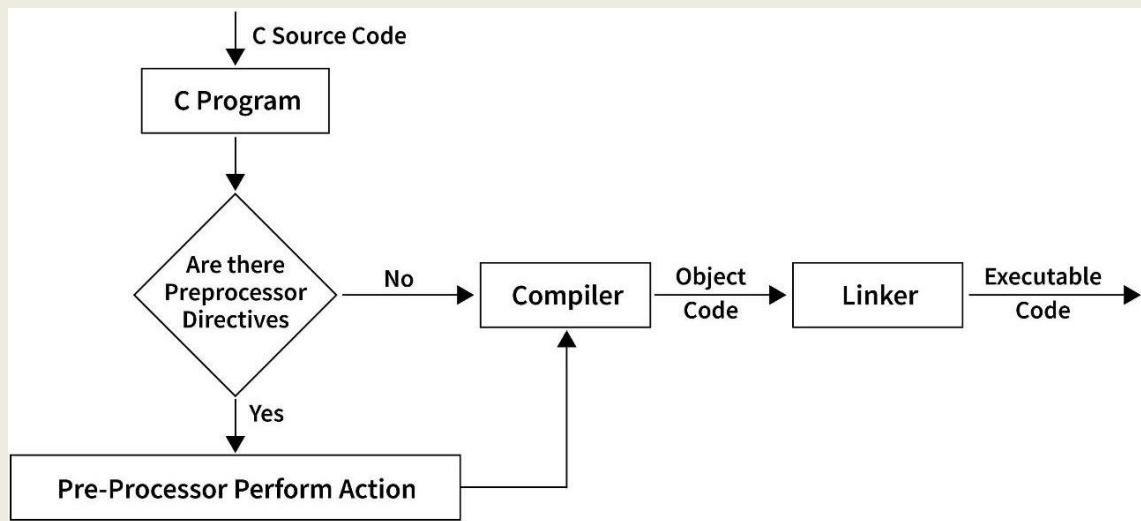 C Source Code
C Program
Are there
Preprocessor
Directives
No
Compiler
Object
Code
Linker
Executable
Code
Yes
Pre-Processor Perform Action